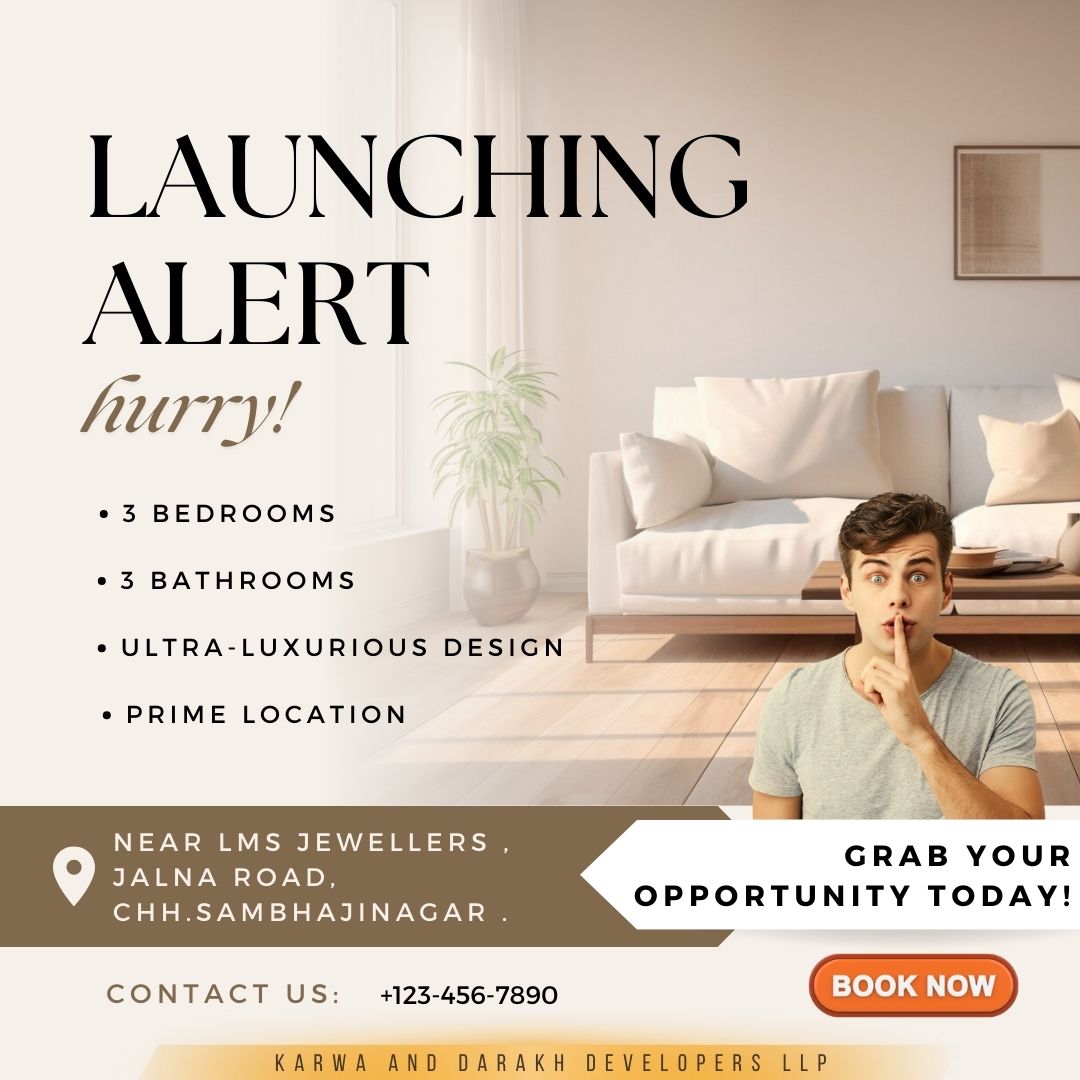 LAUNCHING
ALERT
hurry!
• 3 BEDROOMS
• 3 BATHROOMS
• ULTRA-LUXURIOUS DESIGN
• PRIME LOCATION
NEAR LMS JEWELLERS ,
JALNA ROAD,
CHH.SAMBHAJINAGAR .
GRAB YOUR
OPPORTUNITY TODAY!
CONTACT US: +123-456-7890
BOOK NOW
KARWA AND DARAKH DEVELOPERS LLP